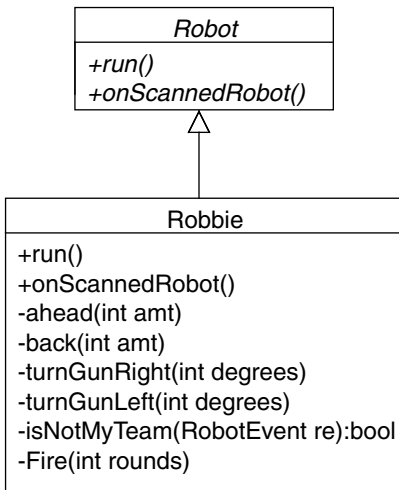 Robot
+run()
+onScannedRobot()
Robbie
+run()
+onScannedRobot()
-ahead(int amt)
-back(int amt)
-turnGunRight(int degrees)
-turnGunLeft(int degrees)
-isNotMyTeam(RobotEvent re):bool
-Fire(int rounds)